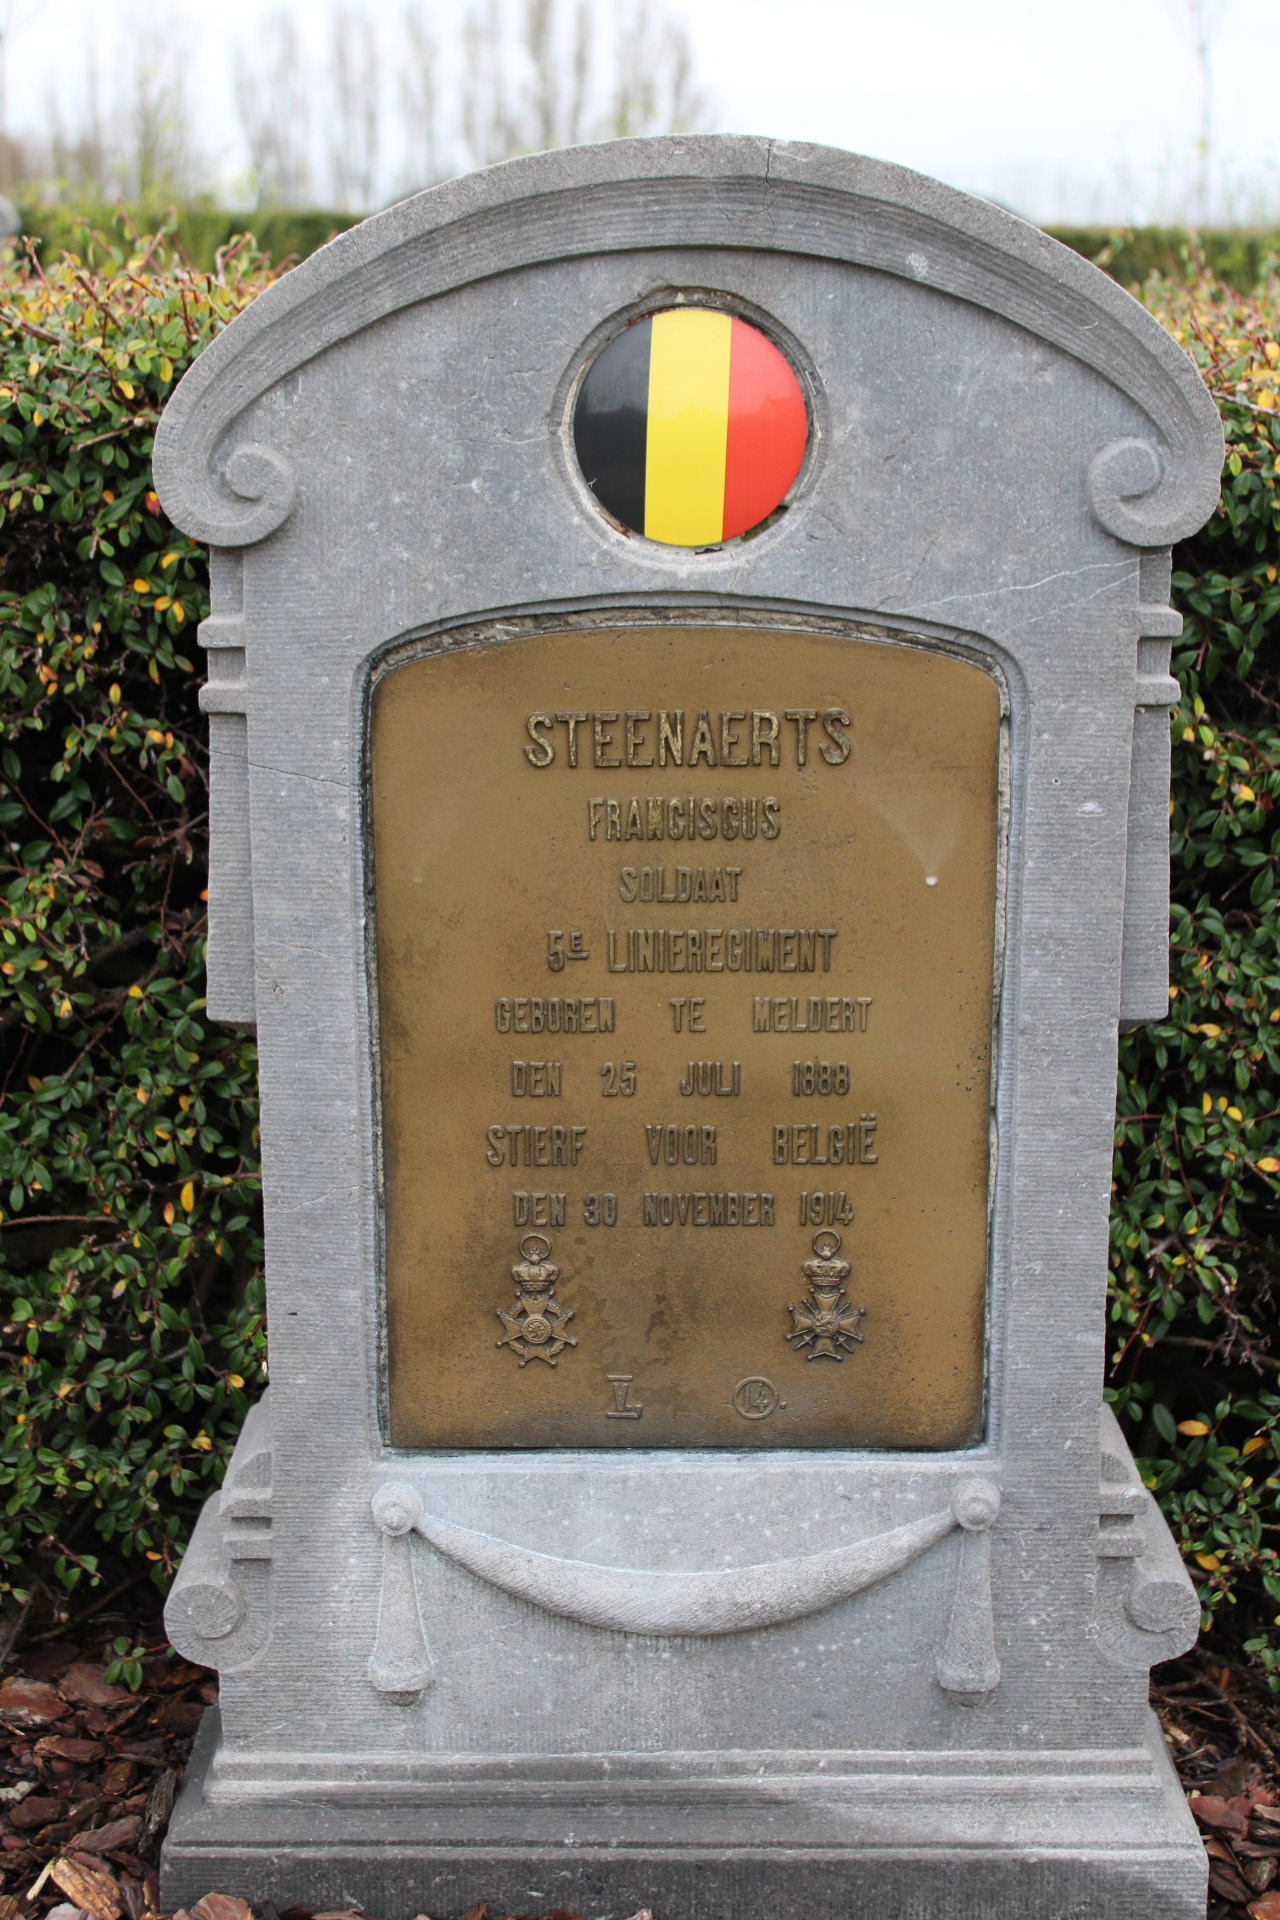 STEENAERTS
FRANCISCUS
SOLDAAT
5E LINIEREGIMENT
GEBOREN TE MELDERT
DEN 25 JULI 1888
STIERF VOOR BELGIË
DEN 30 NOVEMBER 1914
L 14